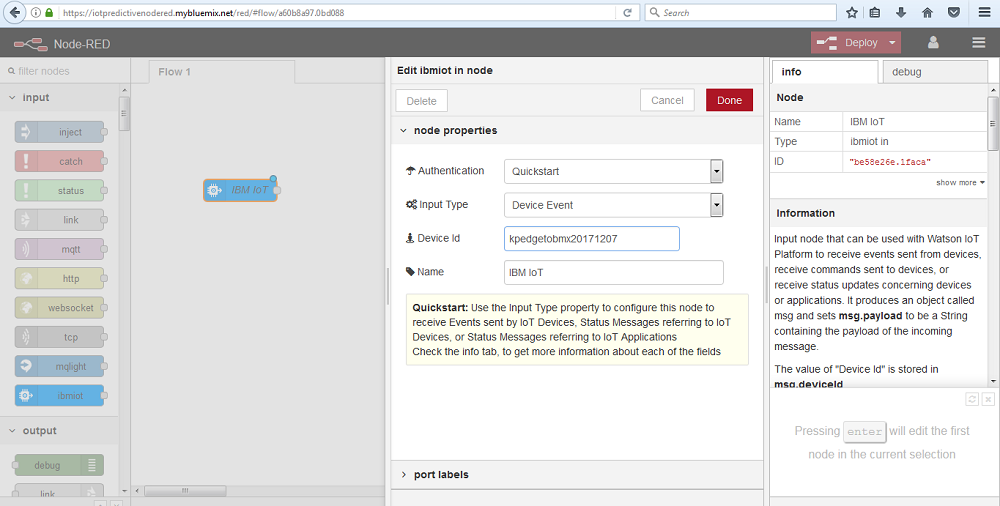 https://iotpredictivenodered.mybluemix.net/red/#flow/a60b8a97.0bd088
Search
Node-RED
Deploy
filter nodes
input
inject
catch
status
link
mqtt
http
websocket
tcp
mqlight
ibmiot
output
debug
link
Flow 1
IBM IoT
Edit ibmiot in node
Delete
Cancel
Done
node properties
Authentication
Quickstart
Input Type
Device Event
Device Id
kpedgetobmx20171207
Name
IBM IoT
Quickstart: Use the Input Type property to configure this node to
receive Events sent by IoT Devices, Status Messages referring to IoT
Devices, or Status Messages referring to IoT Applications
Check the info tab, to get more information about each of the fields
port labels
info
debug
Node
Name IBM IoT
Type ibmiot in
ID "be58e26e.1faca"
show more
Information
Input node that can be used with Watson IoT
Platform to receive events sent from devices,
receive commands sent to devices, or
receive status updates concerning devices
or applications. It produces an object called
msg and sets msg.payload to be a String
containing the payload of the incoming
message.
The value of "Device Id" is stored in
msg.deviceId
Pressing enter will edit the first
node in the current selection